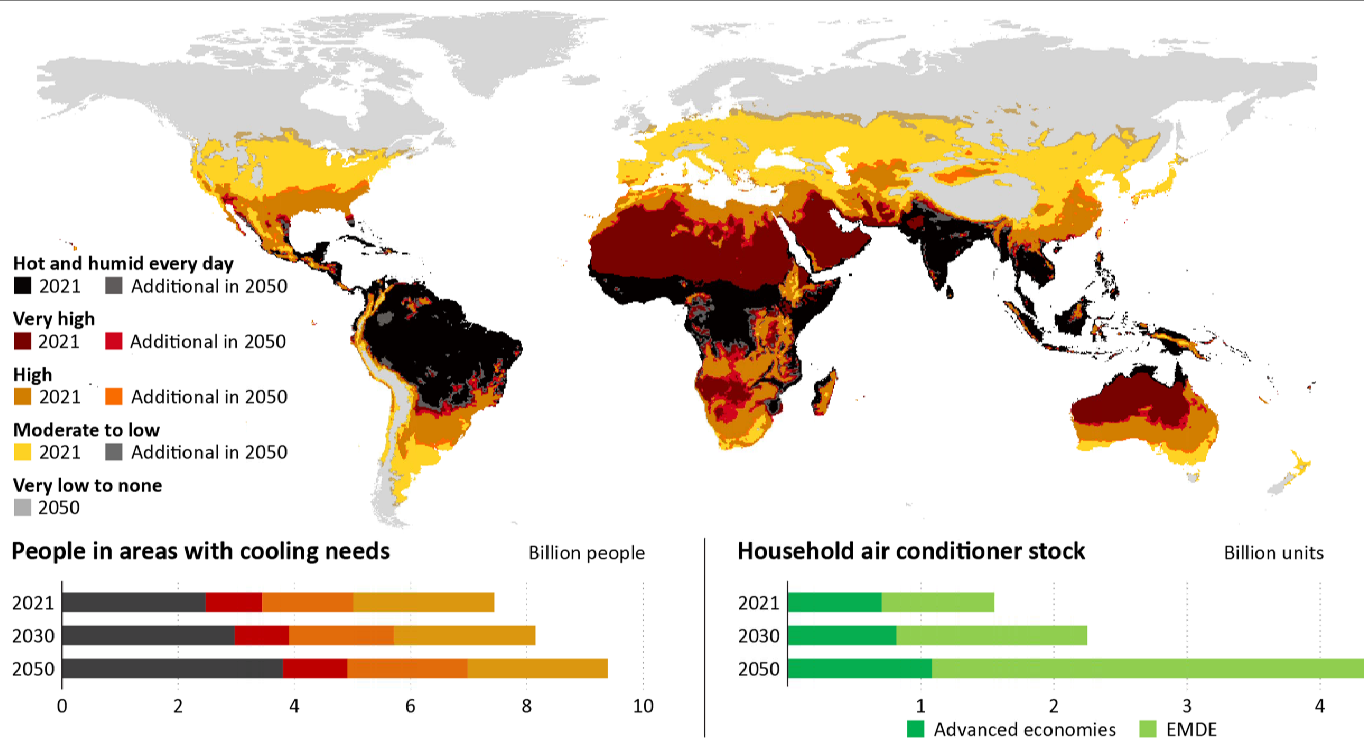 Hot and humid every day
2021 Additional in 2050
Very high
2021 Additional in 2050
High
2021 Additional in 2050
Moderate to low
2021 Additional in 2050
Very low to none
2050
People in areas with cooling needs Billion people
2021
2030
2050
0 2 4 6 8 10
Household air conditioner stock Billion units
2021
2030
2050
1 2 3 4
Advanced economies EMDE